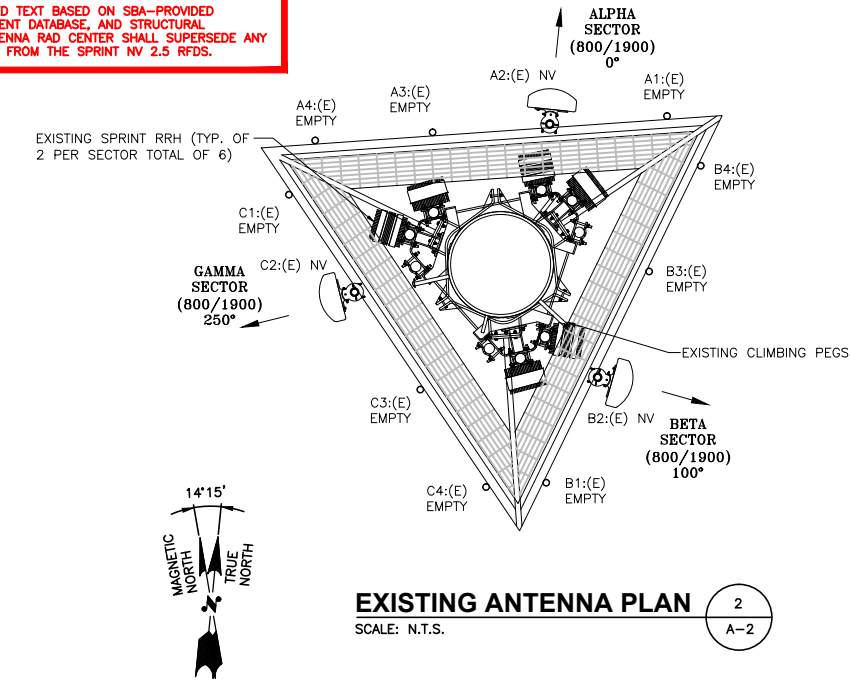 D TEXT BASED ON SBA-PROVIDED
ENT DATABASE, AND STRUCTURAL
ENNA RAD CENTER SHALL SUPERSEDE ANY
FROM THE SPRINT NV 2.5 RFDS.
ALPHA
SECTOR
(800/1900)
0°
A2:(E) NV
A1:(E)
EMPTY
A3:(E)
EMPTY
A4:(E)
EMPTY
EXISTING SPRINT RRH (TYP. OF
2 PER SECTOR TOTAL OF 6)
B4:(E)
EMPTY
C1:(E)
EMPTY
C2:(E) NV
GAMMA
SECTOR
(800/1900)
250°
B3:(E)
EMPTY
EXISTING CLIMBING PEGS
C3:(E)
EMPTY
B2:(E) NV
BETA
SECTOR
(800/1900)
100°
C4:(E)
EMPTY
B1:(E)
EMPTY
14°15'
MAGNETIC
NORTH
TRUE
NORTH
N
EXISTING ANTENNA PLAN
SCALE: N.T.S.
2
A-2